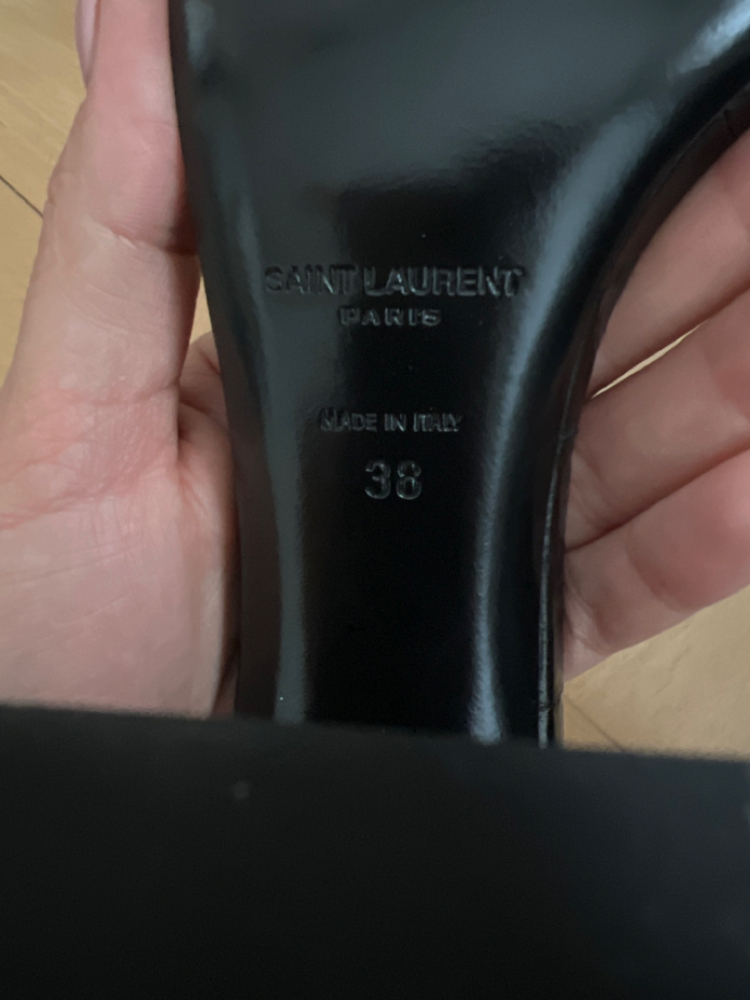 SAINT LAURENT
PARIS
MADE IN ITALY
38